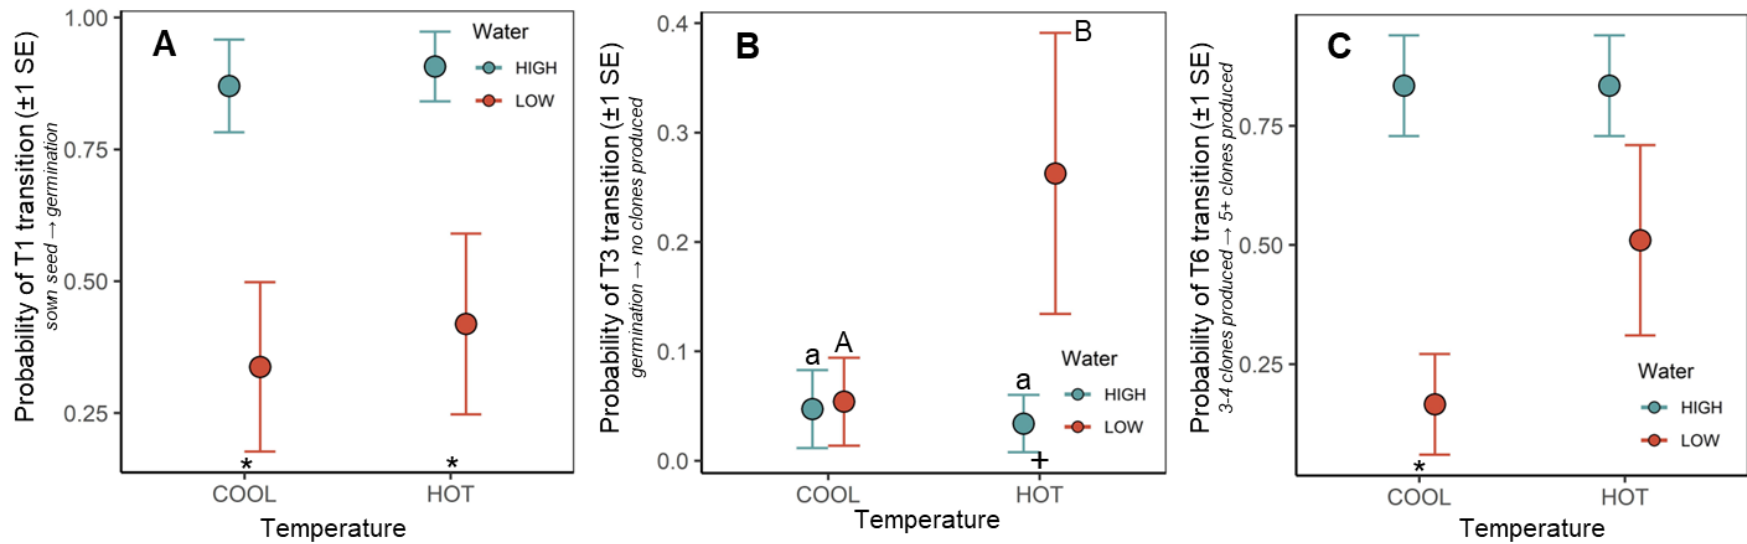 Probability of T1 transition (±1 SE)
sown seed → germination
1.00
0.75
0.50
0.25
A
Water
HIGH
LOW
*
*
COOL
HOT
Temperature
Probability of T3 transition (±1 SE)
germination → no clones produced
0.4
0.3
0.2
0.1
0.0
B
B
a
A
a
+
Water
HIGH
LOW
COOL
HOT
Temperature
Probability of T6 transition (±1 SE)
3-4 clones produced → 5+ clones produced
0.75
0.50
0.25
C
Water
HIGH
LOW
*
COOL
HOT
Temperature